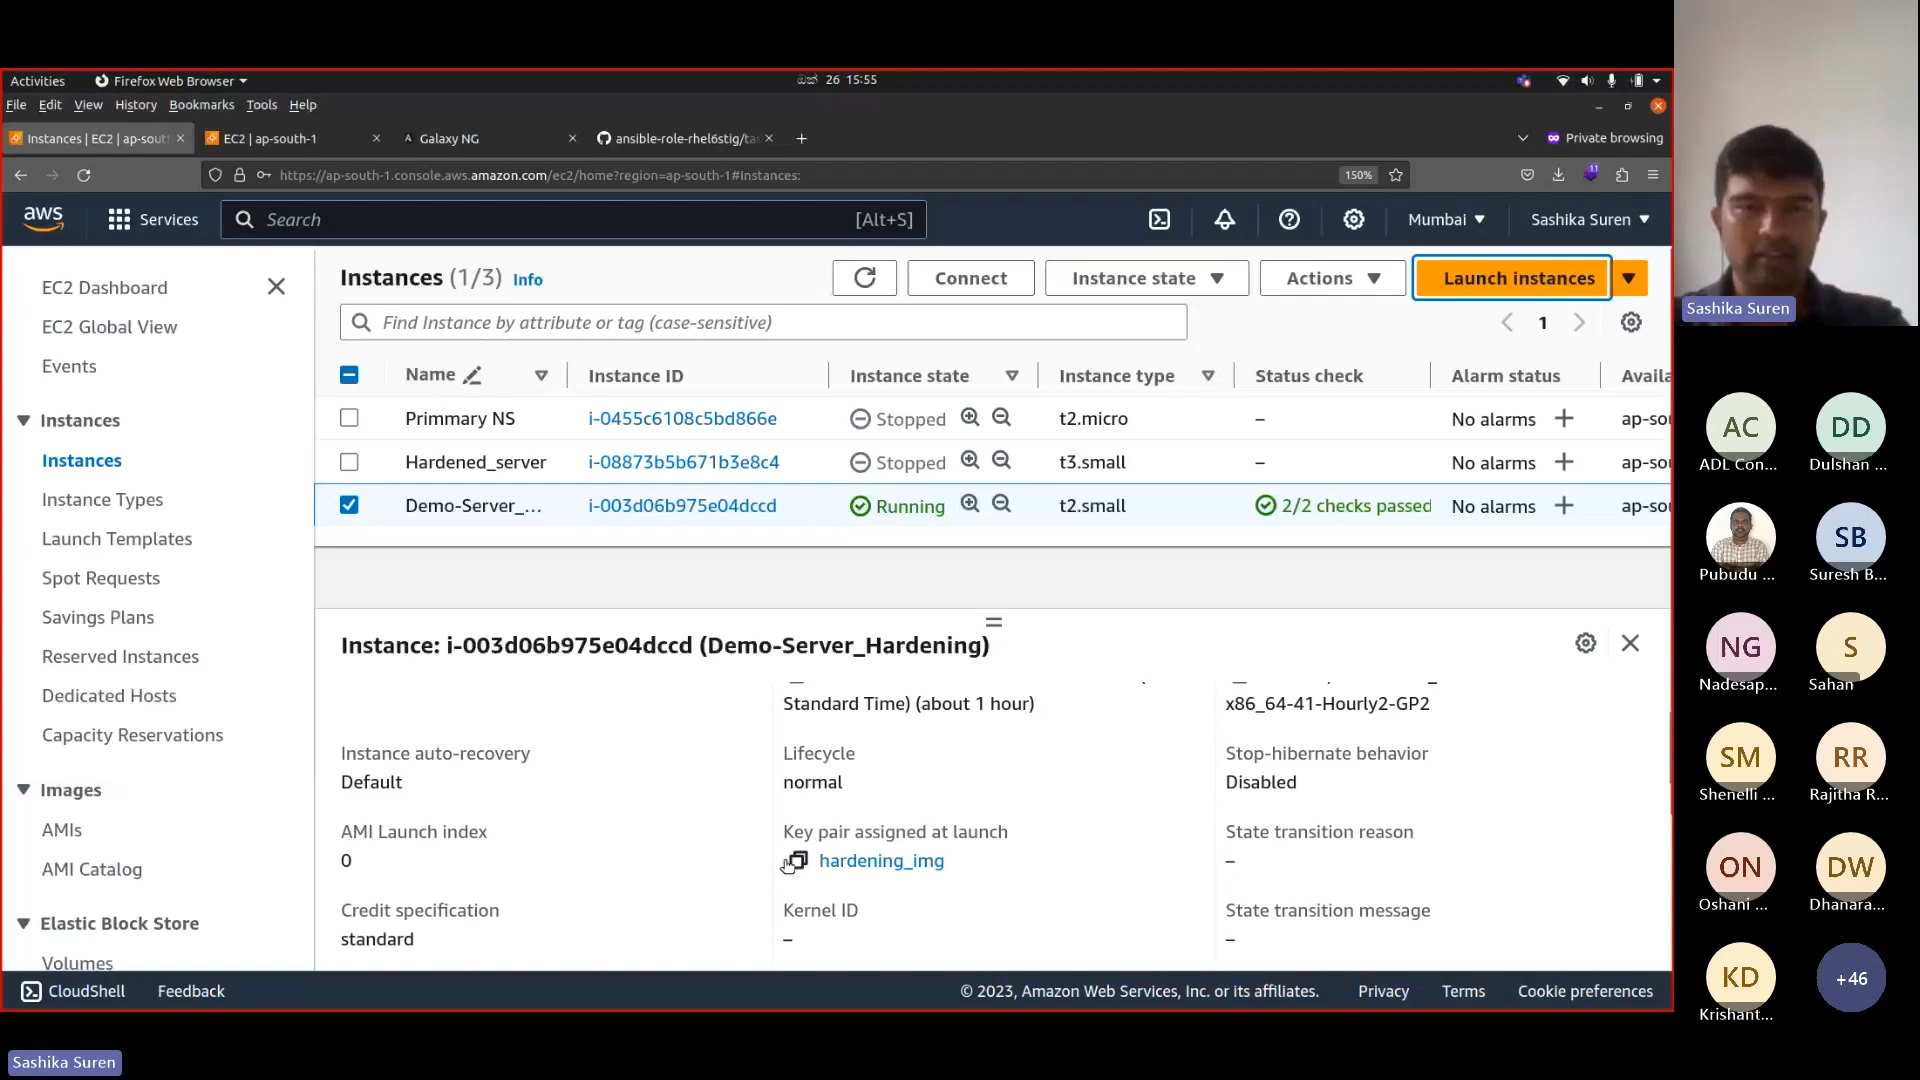 Activities
Firefox Web Browser
ඔක් 26 15:55
File Edit View History Bookmarks Tools Help
Instances | EC2 | ap-sout
EC2 | ap-south-1
Galaxy NG
ansible-role-rhel6stig/ta
Private browsing
https://ap-south-1.console.aws.amazon.com/ec2/home?region=ap-south-1#Instances:
150%
11
aws
Services
Search
[Alt+S]
Mumbai
Sashika Suren
EC2 Dashboard
EC2 Global View
Events
Instances
Instances
Instance Types
Launch Templates
Spot Requests
Savings Plans
Reserved Instances
Dedicated Hosts
Capacity Reservations
Images
AMIs
AMI Catalog
Elastic Block Store
Volumes
Instances (1/3) Info
Connect
Instance state
Actions
Launch instances
Find Instance by attribute or tag (case-sensitive)
1
Name Instance ID Instance state Instance type Status check Alarm status Availa
Primmary NS i-0455c6108c5bd866e Stopped t2.micro – No alarms + ap-sou
Hardened_server i-08873b5b671b3e8c4 Stopped t3.small – No alarms + ap-sou
Demo-Server_... i-003d06b975e04dccd Running t2.small 2/2 checks passed No alarms + ap-sou
Instance: i-003d06b975e04dccd (Demo-Server_Hardening)
Standard Time) (about 1 hour)
x86_64-41-Hourly2-GP2
Instance auto-recovery
Default
Lifecycle
normal
Stop-hibernate behavior
Disabled
AMI Launch index
0
Key pair assigned at launch
hardening_img
State transition reason
–
Credit specification
standard
Kernel ID
–
State transition message
–
CloudShell
Feedback
© 2023, Amazon Web Services, Inc. or its affiliates.
Privacy
Terms
Cookie preferences
Sashika Suren
Sashika Suren
AC
ADL Con...
DD
Dulshan ...
Pubudu ...
SB
Suresh B...
NG
Nadesap...
S
Sahan
SM
Shenelli ...
RR
Rajitha R...
ON
Oshani ...
DW
Dhanara...
KD
Krishant...
+46